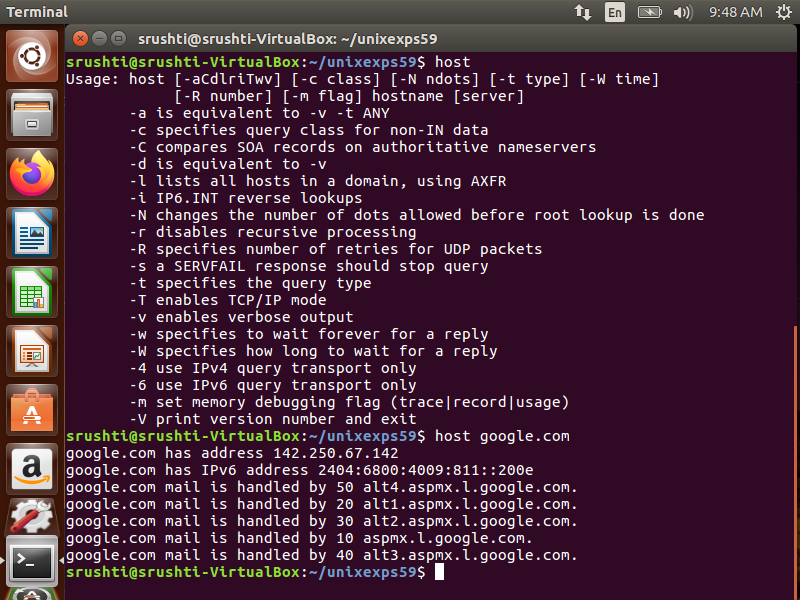 Terminal
En
9:48 AM
srushti@srushti-VirtualBox: ~/unixexps59
srushti@srushti-VirtualBox:~/unixexps59$ host
Usage: host [-aCdlriTwv] [-c class] [-N ndots] [-t type] [-W time]
            [-R number] [-m flag] hostname [server]
       -a is equivalent to -v -t ANY
       -c specifies query class for non-IN data
       -C compares SOA records on authoritative nameservers
       -d is equivalent to -v
       -l lists all hosts in a domain, using AXFR
       -i IP6.INT reverse lookups
       -N changes the number of dots allowed before root lookup is done
       -r disables recursive processing
       -R specifies number of retries for UDP packets
       -s a SERVFAIL response should stop query
       -t specifies the query type
       -T enables TCP/IP mode
       -v enables verbose output
       -w specifies to wait forever for a reply
       -W specifies how long to wait for a reply
       -4 use IPv4 query transport only
       -6 use IPv6 query transport only
       -m set memory debugging flag (trace|record|usage)
       -V print version number and exit
srushti@srushti-VirtualBox:~/unixexps59$ host google.com
google.com has address 142.250.67.142
google.com has IPv6 address 2404:6800:4009:811::200e
google.com mail is handled by 50 alt4.aspmx.l.google.com.
google.com mail is handled by 20 alt1.aspmx.l.google.com.
google.com mail is handled by 30 alt2.aspmx.l.google.com.
google.com mail is handled by 10 aspmx.l.google.com.
google.com mail is handled by 40 alt3.aspmx.l.google.com.
srushti@srushti-VirtualBox:~/unixexps59$